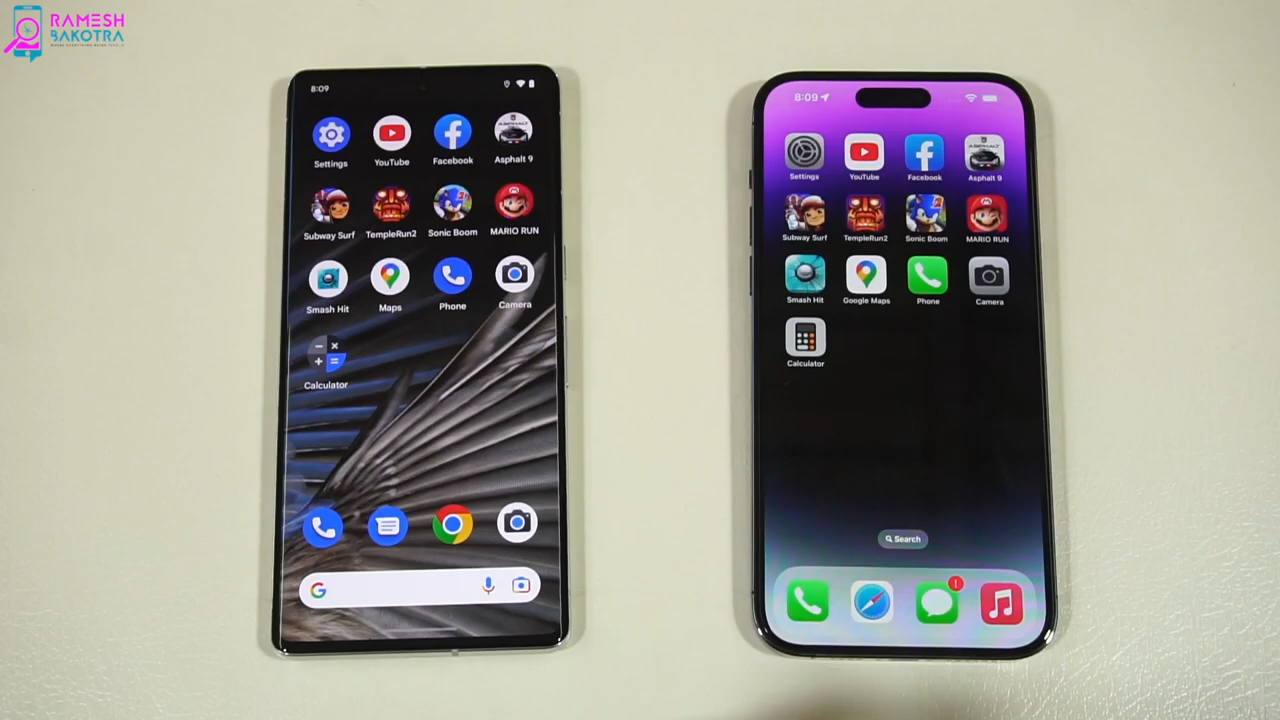 RAMESH
BAKOTRA
8:09
Settings
YouTube
Facebook
Asphalt 9
Subway Surf
TempleRun2
Sonic Boom
MARIO RUN
Smash Hit
Maps
Phone
Camera
Calculator
8:09
Settings
YouTube
Facebook
Asphalt 9
Subway Surf
TempleRun2
Sonic Boom
MARIO RUN
Smash Hit
Google Maps
Phone
Camera
Calculator
Search